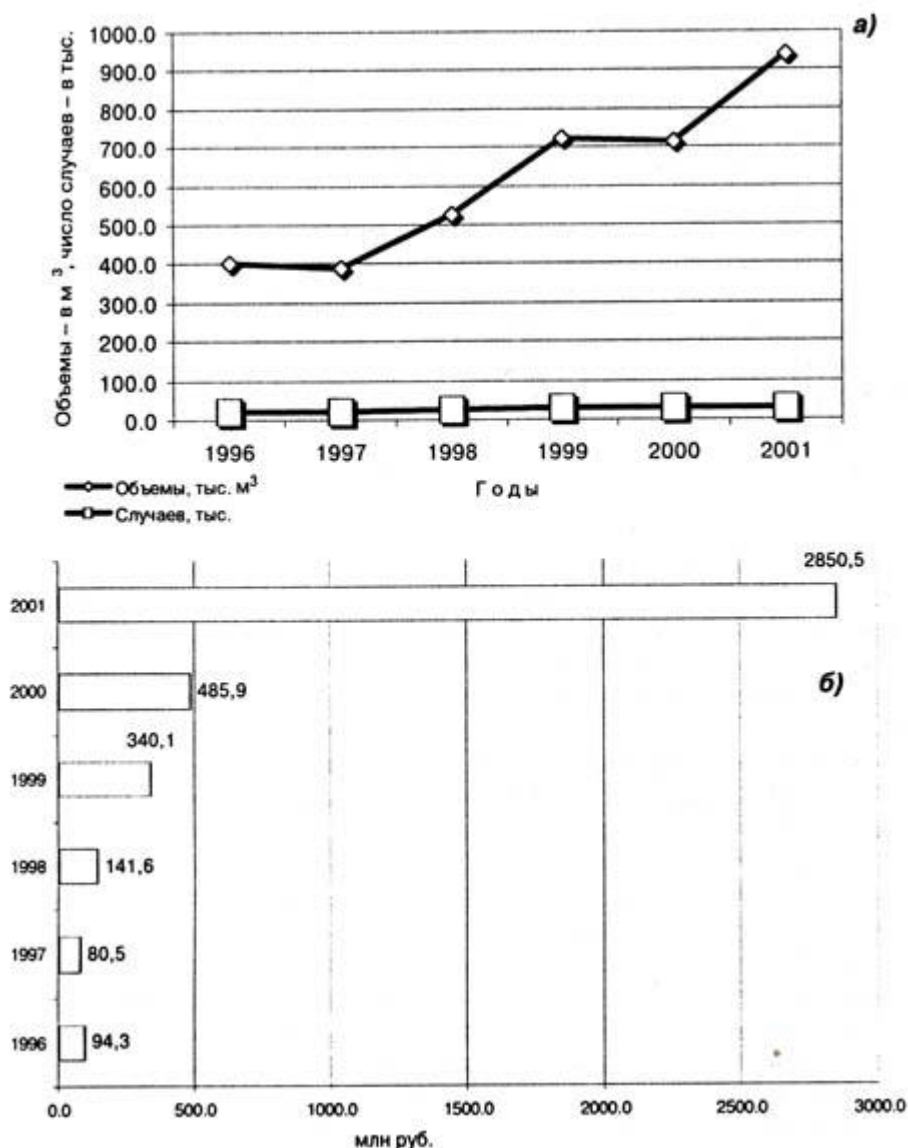 а)
Объемы – в м³, число случаев – в тыс.
1000.0
900.0
800.0
700.0
600.0
500.0
400.0
300.0
200.0
100.0
0.0
1996 1997 1998 1999 2000 2001
Годы
Объемы, тыс. м³
Случаев, тыс.
б)
2001 2850,5
2000 485,9
1999 340,1
1998 141,6
1997 80,5
1996 94,3
0.0 500.0 1000.0 1500.0 2000.0 2500.0 3000.0
млн руб.